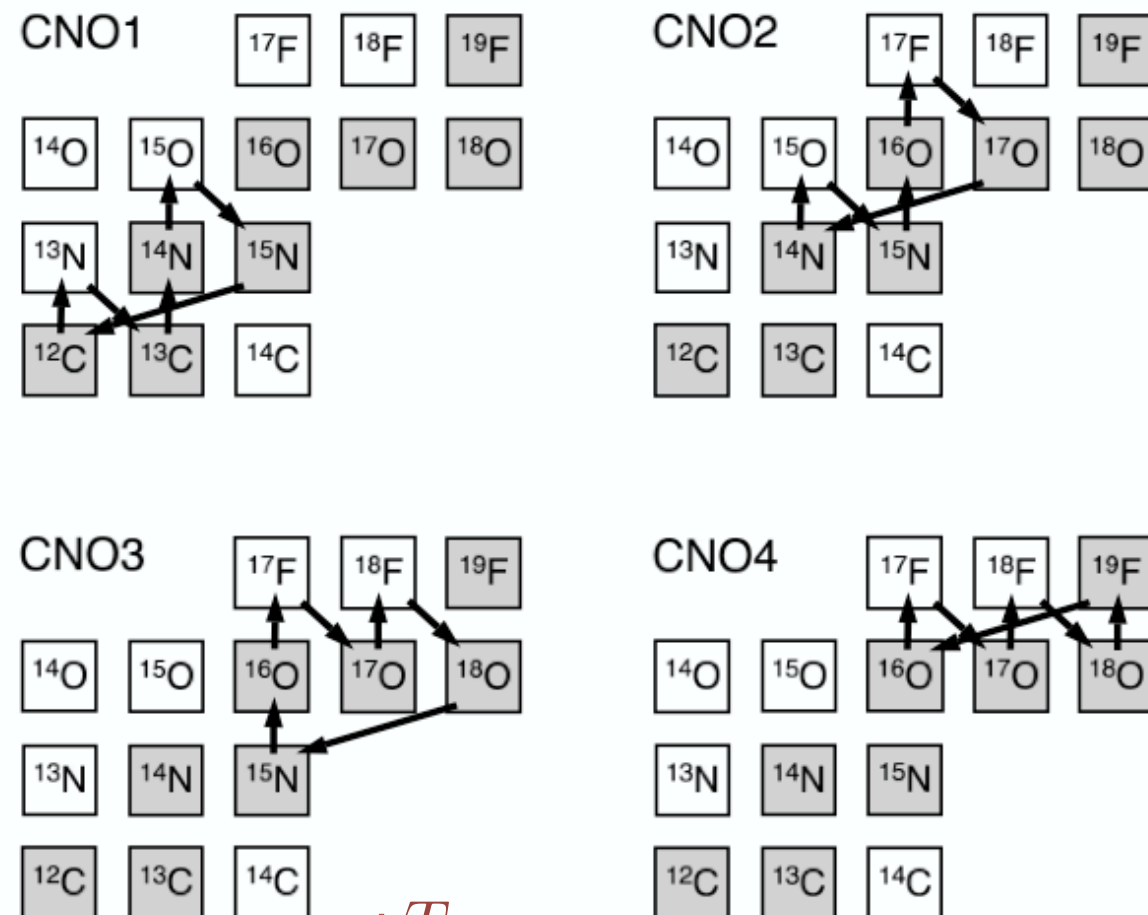 CNO1
¹⁷F ¹⁸F ¹⁹F
¹⁴O ¹⁵O ¹⁶O ¹⁷O ¹⁸O
¹³N ¹⁴N ¹⁵N
¹²C ¹³C ¹⁴C
CNO2
¹⁷F ¹⁸F ¹⁹F
¹⁴O ¹⁵O ¹⁶O ¹⁷O ¹⁸O
¹³N ¹⁴N ¹⁵N
¹²C ¹³C ¹⁴C
CNO3
¹⁷F ¹⁸F ¹⁹F
¹⁴O ¹⁵O ¹⁶O ¹⁷O ¹⁸O
¹³N ¹⁴N ¹⁵N
¹²C ¹³C ¹⁴C
CNO4
¹⁷F ¹⁸F ¹⁹F
¹⁴O ¹⁵O ¹⁶O ¹⁷O ¹⁸O
¹³N ¹⁴N ¹⁵N
¹²C ¹³C ¹⁴C